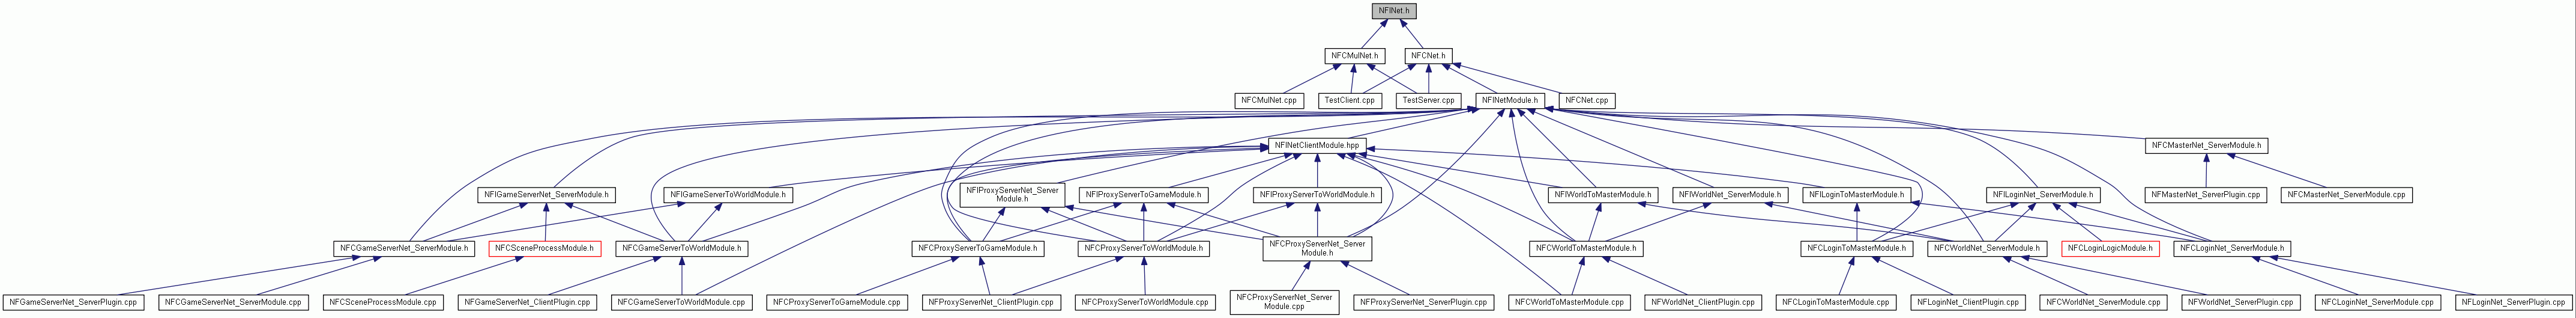 NFINet.h
NFCMulNet.h
NFCNet.h
NFCMulNet.cpp
TestClient.cpp
TestServer.cpp
NFINetModule.h
NFCNet.cpp
NFINetClientModule.hpp
NFCMasterNet_ServerModule.h
NFIGameServerNet_ServerModule.h
NFIGameServerToWorldModule.h
NFIProxyServerNet_Server
Module.h
NFIProxyServerToGameModule.h
NFIProxyServerToWorldModule.h
NFIWorldToMasterModule.h
NFIWorldNet_ServerModule.h
NFILoginToMasterModule.h
NFILoginNet_ServerModule.h
NFMasterNet_ServerPlugin.cpp
NFCMasterNet_ServerModule.cpp
NFCGameServerNet_ServerModule.h
NFCSceneProcessModule.h
NFCGameServerToWorldModule.h
NFCProxyServerToGameModule.h
NFCProxyServerToWorldModule.h
NFCProxyServerNet_Server
Module.h
NFCWorldToMasterModule.h
NFCLoginToMasterModule.h
NFCWorldNet_ServerModule.h
NFCLoginLogicModule.h
NFCLoginNet_ServerModule.h
NFGameServerNet_ServerPlugin.cpp
NFCGameServerNet_ServerModule.cpp
NFCSceneProcessModule.cpp
NFGameServerNet_ClientPlugin.cpp
NFCGameServerToWorldModule.cpp
NFCProxyServerToGameModule.cpp
NFProxyServerNet_ClientPlugin.cpp
NFCProxyServerToWorldModule.cpp
NFCProxyServerNet_Server
Module.cpp
NFProxyServerNet_ServerPlugin.cpp
NFCWorldToMasterModule.cpp
NFWorldNet_ClientPlugin.cpp
NFCLoginToMasterModule.cpp
NFLoginNet_ClientPlugin.cpp
NFCWorldNet_ServerModule.cpp
NFWorldNet_ServerPlugin.cpp
NFCLoginNet_ServerModule.cpp
NFLoginNet_ServerPlugin.cpp